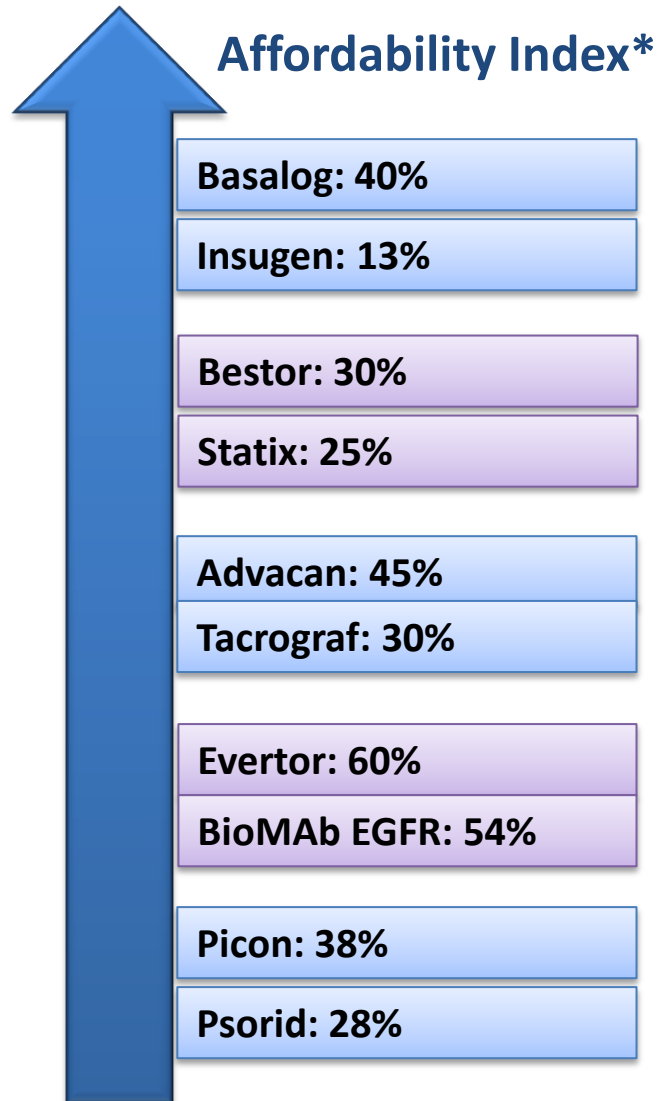 Affordability Index*
Basalog: 40%
Insugen: 13%
Bestor: 30%
Statix: 25%
Advacan: 45%
Tacrograf: 30%
Evertor: 60%
BioMAb EGFR: 54%
Picon: 38%
Psorid: 28%